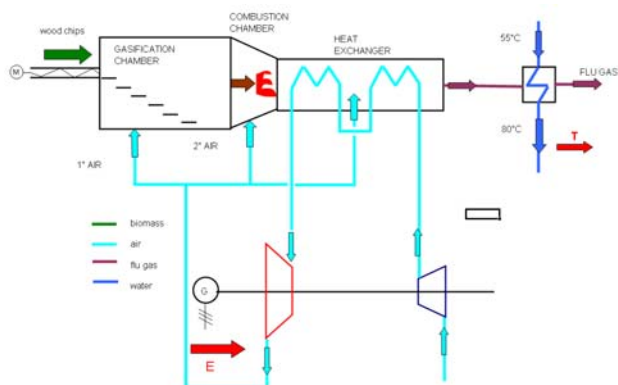 wood chips
M
GASIFICATION
CHAMBER
COMBUSTION
CHAMBER
HEAT
EXCHANGER
55°C
FLU GAS
80°C
T
1° AIR
2° AIR
biomass
air
flu gas
water
G
E